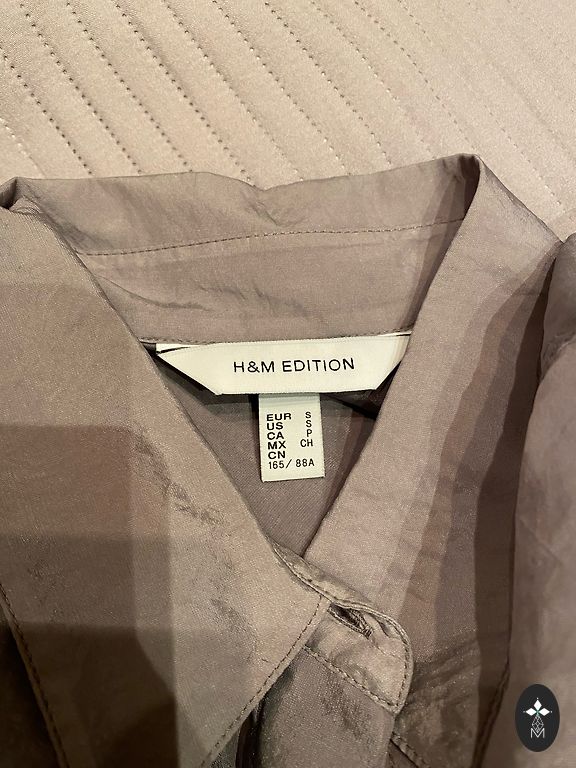 H&M EDITION
EUR S
US S
CA P
MX CH
CN
165/88A